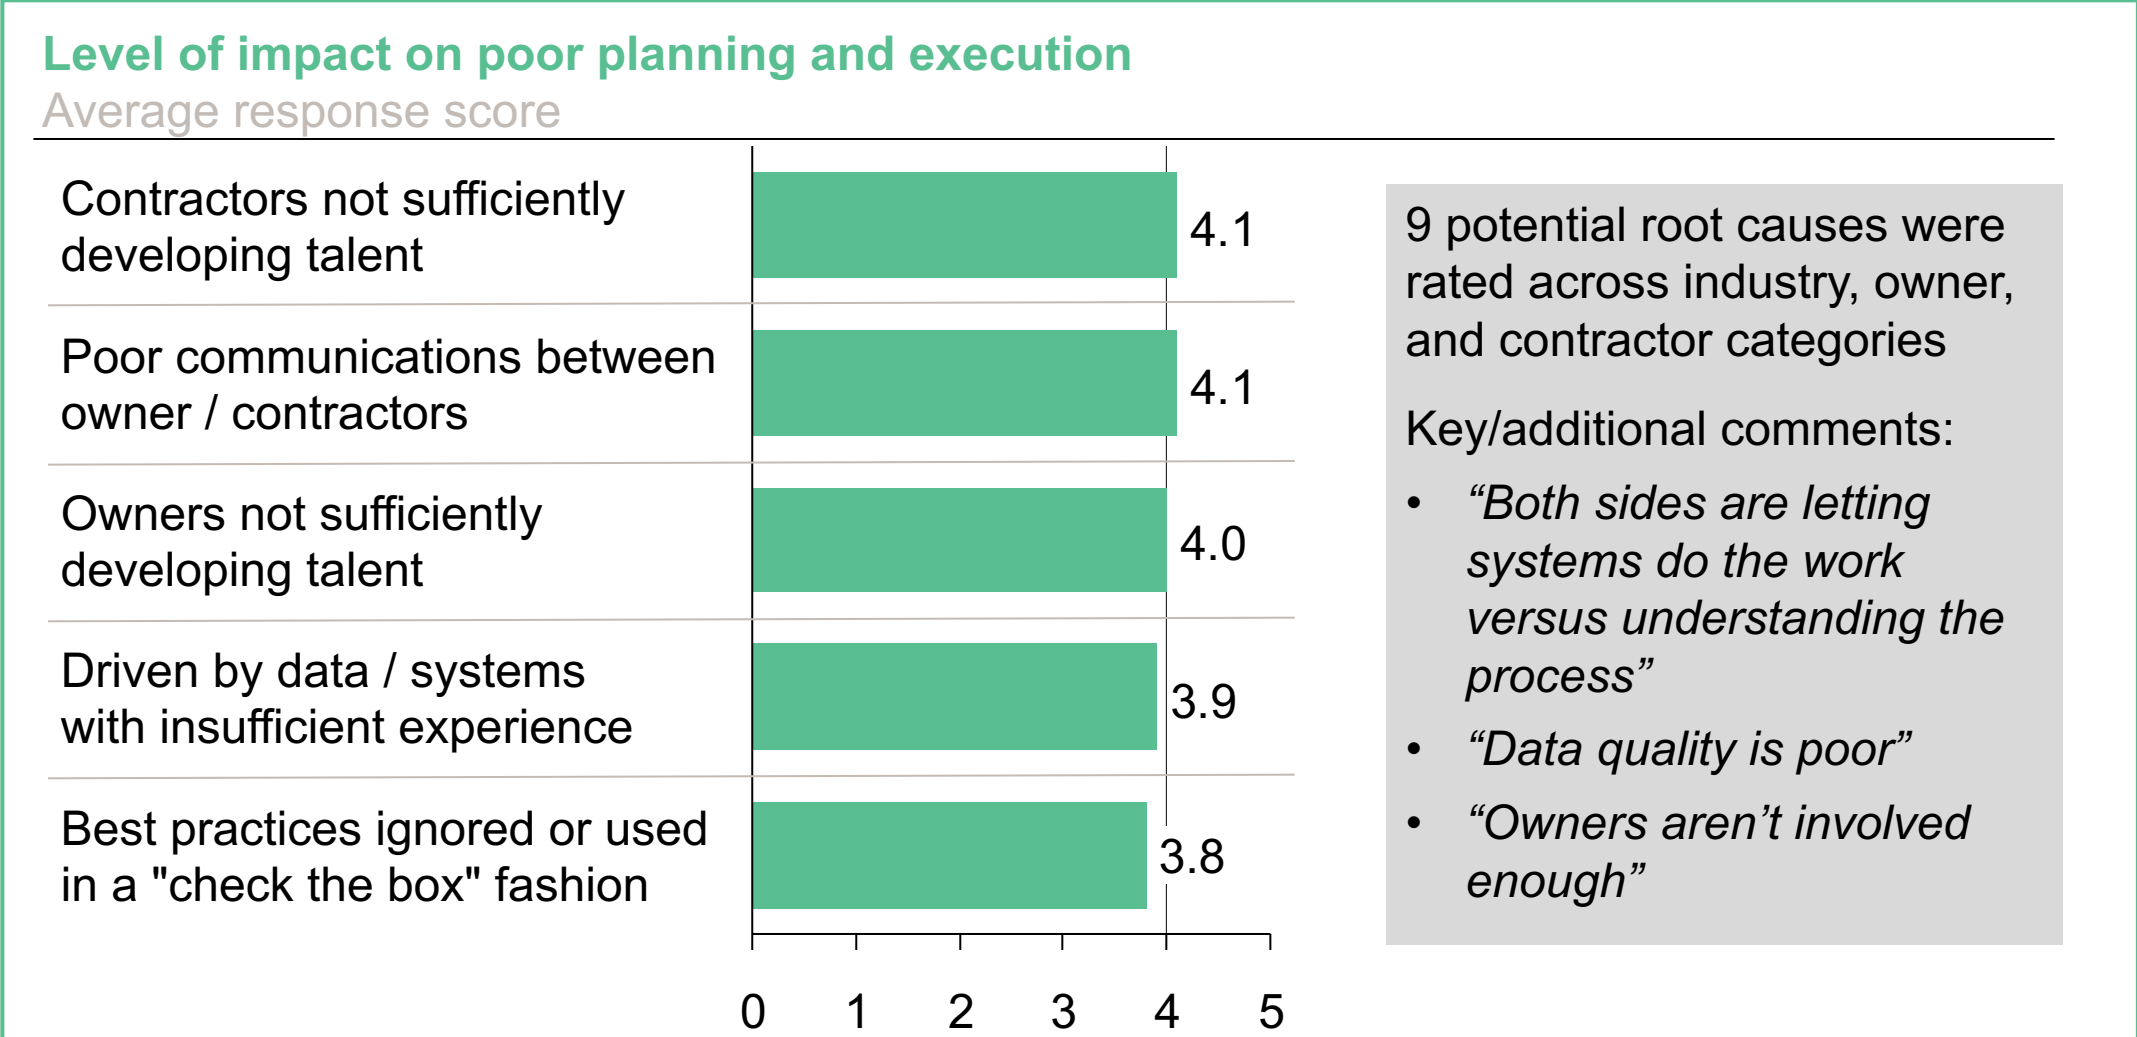 Level of impact on poor planning and execution
Average response score
Contractors not sufficiently
developing talent
4.1
Poor communications between
owner / contractors
4.1
Owners not sufficiently
developing talent
4.0
Driven by data / systems
with insufficient experience
3.9
Best practices ignored or used
in a "check the box" fashion
3.8
0 1 2 3 4 5
9 potential root causes were
rated across industry, owner,
and contractor categories
Key/additional comments:
• “Both sides are letting
systems do the work
versus understanding the
process”
• “Data quality is poor”
• “Owners aren’t involved
enough”